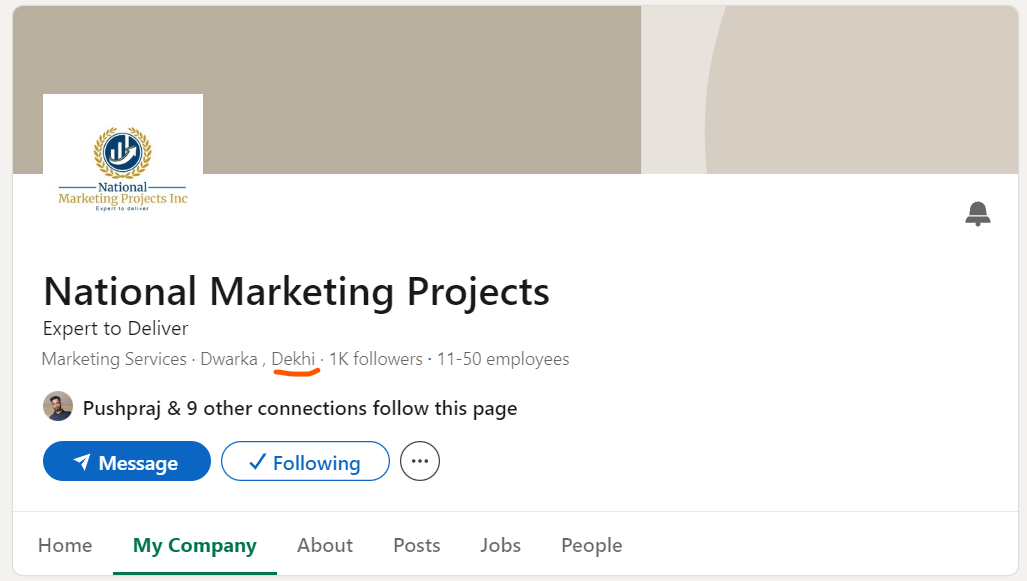 National
Marketing Projects Inc
Expert to deliver
National Marketing Projects
Expert to Deliver
Marketing Services · Dwarka , Dekhi · 1K followers · 11-50 employees
Pushpraj & 9 other connections follow this page
Message
Following
Home
My Company
About
Posts
Jobs
People